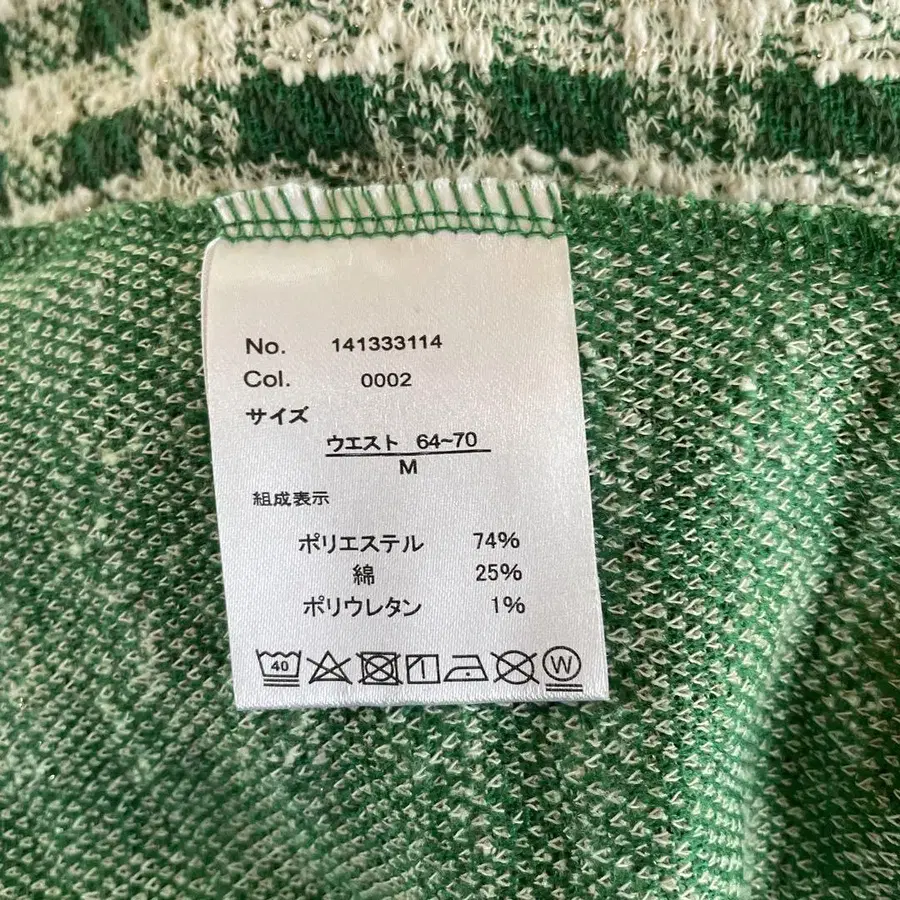 No. 141333114
Col. 0002
サイズ
ウエスト 64~70
M
組成表示
ポリエステル 74%
綿 25%
ポリウレタン 1%
40 W